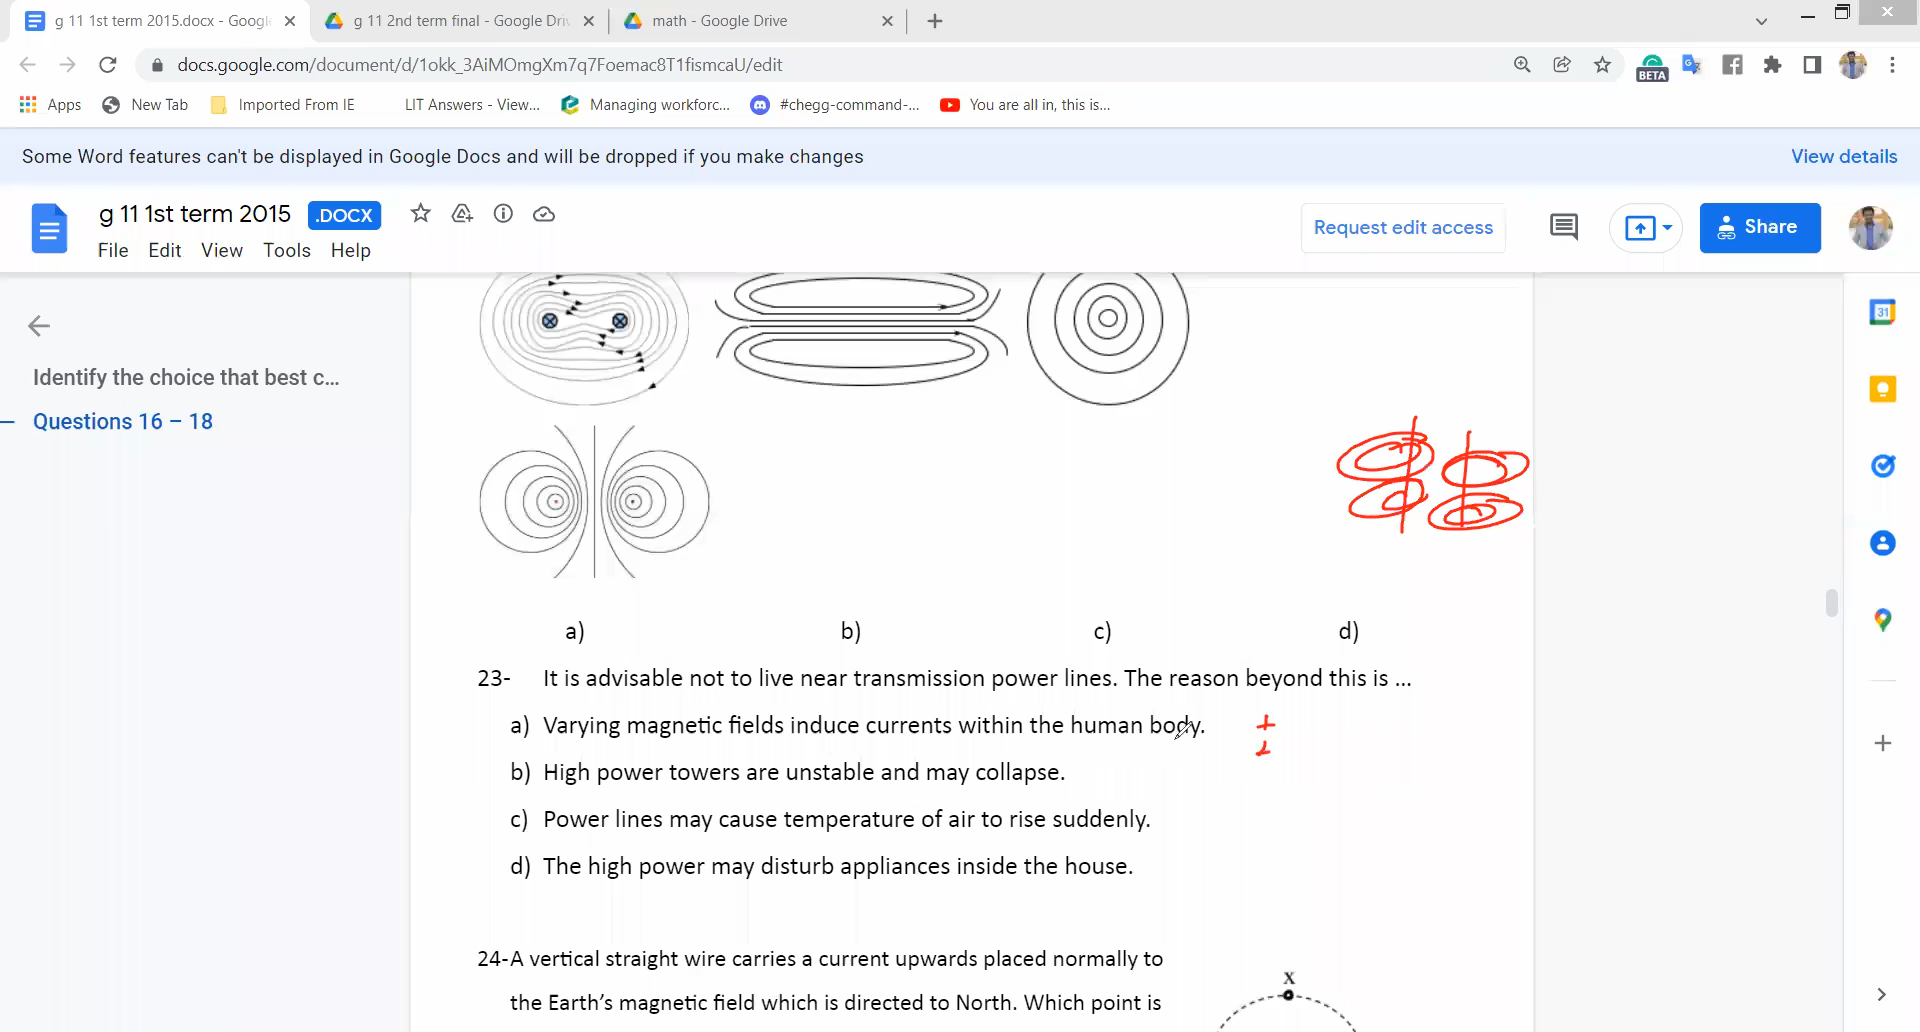 g 11 1st term 2015.docx - Googl
g 11 2nd term final - Google Dri
math - Google Drive
docs.google.com/document/d/1okk_3AiMOmgXm7q7Foemac8T1fismcaU/edit
BETA
Apps
New Tab
Imported From IE
LIT Answers - View...
Managing workforc...
#chegg-command-...
You are all in, this is...
Some Word features can't be displayed in Google Docs and will be dropped if you make changes
View details
g 11 1st term 2015
.DOCX
Request edit access
Share
File Edit View Tools Help
31
Identify the choice that best c...
Questions 16 – 18
a) b) c) d)
23- It is advisable not to live near transmission power lines. The reason beyond this is ...
a) Varying magnetic fields induce currents within the human body.
b) High power towers are unstable and may collapse.
c) Power lines may cause temperature of air to rise suddenly.
d) The high power may disturb appliances inside the house.
24-A vertical straight wire carries a current upwards placed normally to
the Earth’s magnetic field which is directed to North. Which point is
X